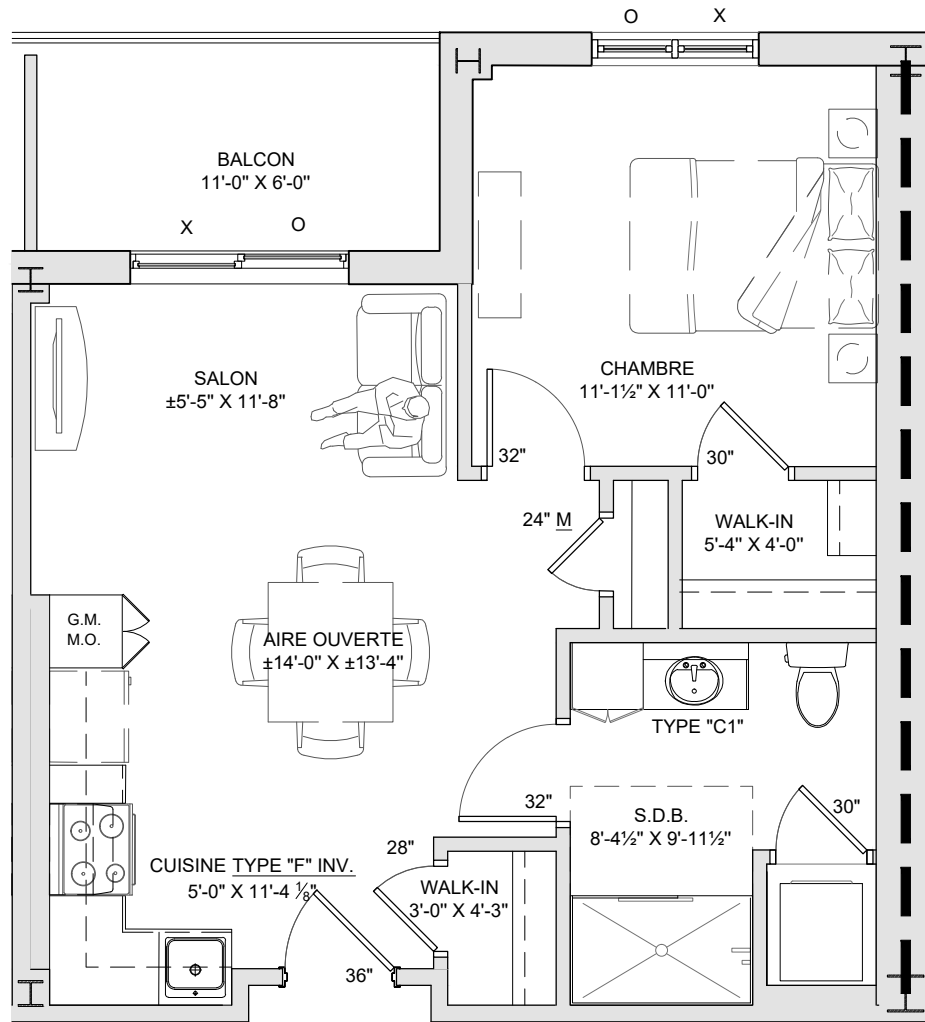 O X
BALCON
11'-0" X 6'-0"
X O
SALON
±5'-5" X 11'-8"
CHAMBRE
11'-1½" X 11'-0"
32"
30"
24" M
WALK-IN
5'-4" X 4'-0"
G.M.
M.O.
AIRE OUVERTE
±14'-0" X ±13'-4"
TYPE "C1"
32"
S.D.B.
8'-4½" X 9'-11½"
30"
28"
CUISINE TYPE "F" INV.
5'-0" X 11'-4 ⅛"
WALK-IN
3'-0" X 4'-3"
36"